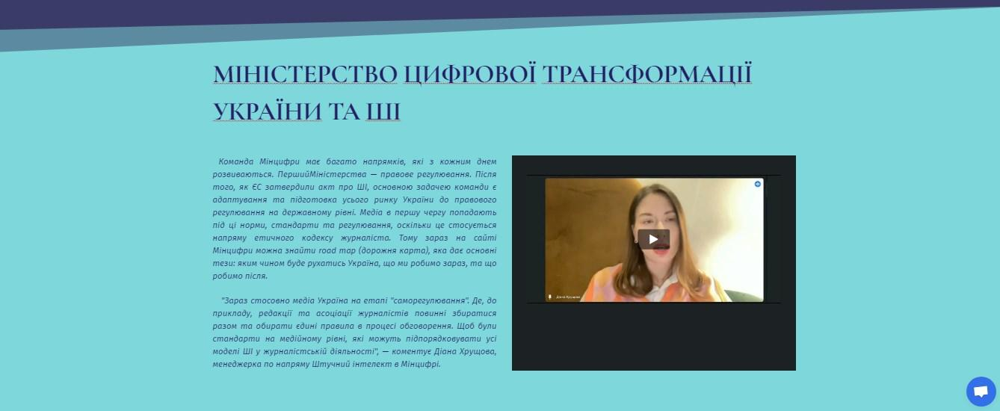 МІНІСТЕРСТВО ЦИФРОВОЇ ТРАНСФОРМАЦІЇ
УКРАЇНИ ТА ШІ
Команда Мінцифри має багато напрямків, які з кожним днем
розвиваються. ПершийМіністерства — правове регулювання. Після
того, як ЄС затвердили акт про ШІ, основною задачею команди є
адаптування та підготовка усього ринку України до правового
регулювання на державному рівні. Медіа в першу чергу попадають
під ці норми, стандарти та регулювання, оскільки це стосується
напряму етичного кодексу журналіста. Тому зараз на сайті
Мінцифри можна знайти road map (дорожня карта), яка дає основні
тези: яким чином буде рухатись Україна, що ми робимо зараз, та що
робимо після.
"Зараз стосовно медіа Україна на етапі "саморегулювання". Де, до
прикладу, редакції та асоціації журналістів повинні збиратися
разом та обирати єдині правила в процесі обговорення. Щоб були
стандарти на медійному рівні, які можуть підпорядковувати усі
моделі ШІ у журналістській діяльності", — коментує Діана Хрущова,
менеджерка по напряму Штучний інтелект в Мінцифрі.
Діана Хрущова